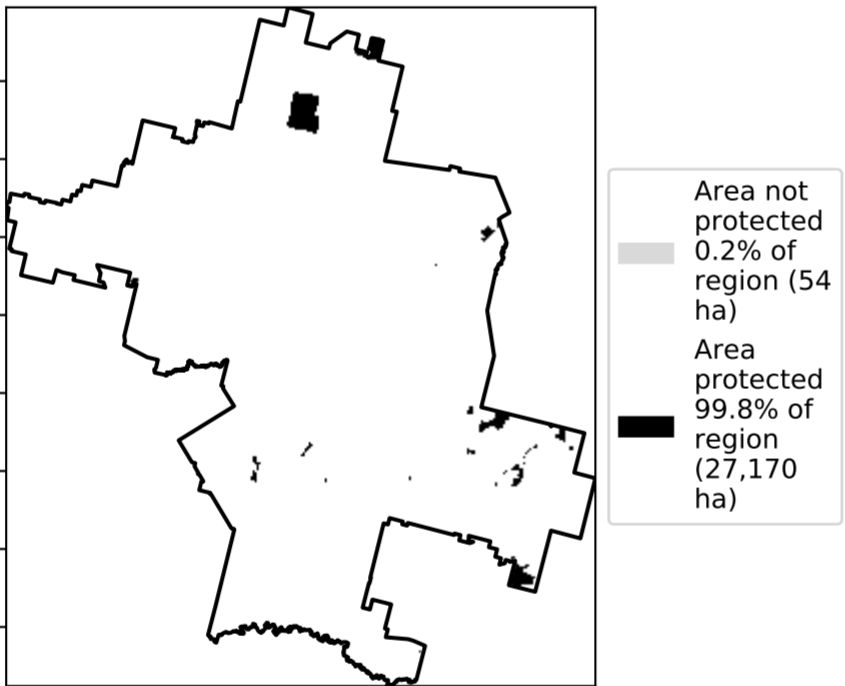 Area not
protected
0.2% of
region (54
ha)
Area
protected
99.8% of
region
(27,170
ha)